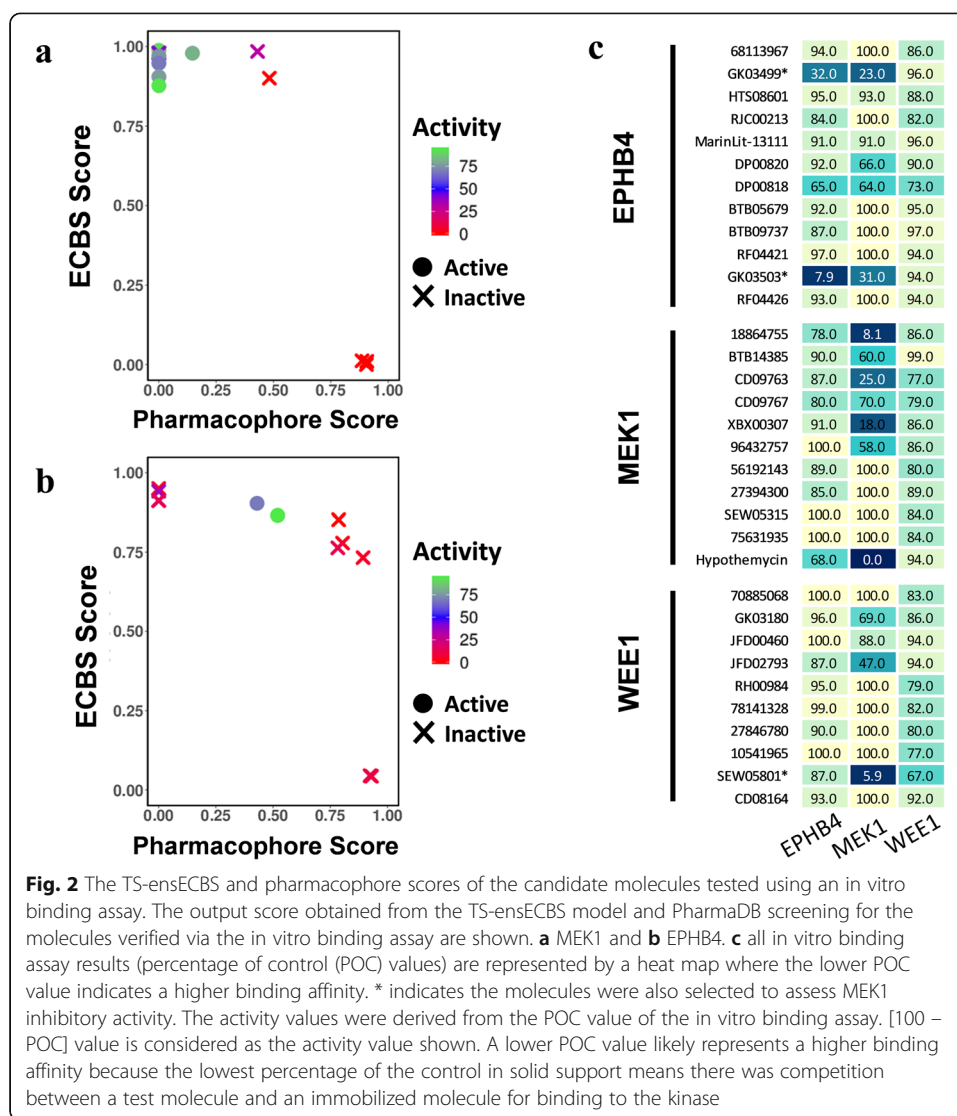 a
ECBS Score
1.00
0.75
0.50
0.25
0.00
0.00 0.25 0.50 0.75 1.00
Pharmacophore Score
Activity
75
50
25
0
Active
Inactive
b
ECBS Score
1.00
0.75
0.50
0.25
0.00
0.00 0.25 0.50 0.75 1.00
Pharmacophore Score
Activity
75
50
25
0
Active
Inactive
c
EPHB4
68113967 94.0 100.0 86.0
GK03499* 32.0 23.0 96.0
HTS08601 95.0 93.0 88.0
RJC00213 84.0 100.0 82.0
MarinLit-13111 91.0 91.0 96.0
DP00820 92.0 66.0 90.0
DP00818 65.0 64.0 73.0
BTB05679 92.0 100.0 95.0
BTB09737 87.0 100.0 97.0
RF04421 97.0 100.0 94.0
GK03503* 7.9 31.0 94.0
RF04426 93.0 100.0 94.0
MEK1
18864755 78.0 8.1 86.0
BTB14385 90.0 60.0 99.0
CD09763 87.0 25.0 77.0
CD09767 80.0 70.0 79.0
XBX00307 91.0 18.0 86.0
96432757 100.0 58.0 86.0
56192143 89.0 100.0 80.0
27394300 85.0 100.0 89.0
SEW05315 100.0 100.0 84.0
75631935 100.0 100.0 84.0
Hypothemycin 68.0 0.0 94.0
WEE1
70885068 100.0 100.0 83.0
GK03180 96.0 69.0 86.0
JFD00460 100.0 88.0 94.0
JFD02793 87.0 47.0 94.0
RH00984 95.0 100.0 79.0
78141328 99.0 100.0 82.0
27846780 90.0 100.0 80.0
10541965 100.0 100.0 77.0
SEW05801* 87.0 5.9 67.0
CD08164 93.0 100.0 92.0
EPHB4 MEK1 WEE1
Fig. 2 The TS-ensECBS and pharmacophore scores of the candidate molecules tested using an in vitro
binding assay. The output score obtained from the TS-ensECBS model and PharmaDB screening for the
molecules verified via the in vitro binding assay are shown. a MEK1 and b EPHB4. c all in vitro binding
assay results (percentage of control (POC) values) are represented by a heat map where the lower POC
value indicates a higher binding affinity. * indicates the molecules were also selected to assess MEK1
inhibitory activity. The activity values were derived from the POC value of the in vitro binding assay. [100 –
POC] value is considered as the activity value shown. A lower POC value likely represents a higher binding
affinity because the lowest percentage of the control in solid support means there was competition
between a test molecule and an immobilized molecule for binding to the kinase